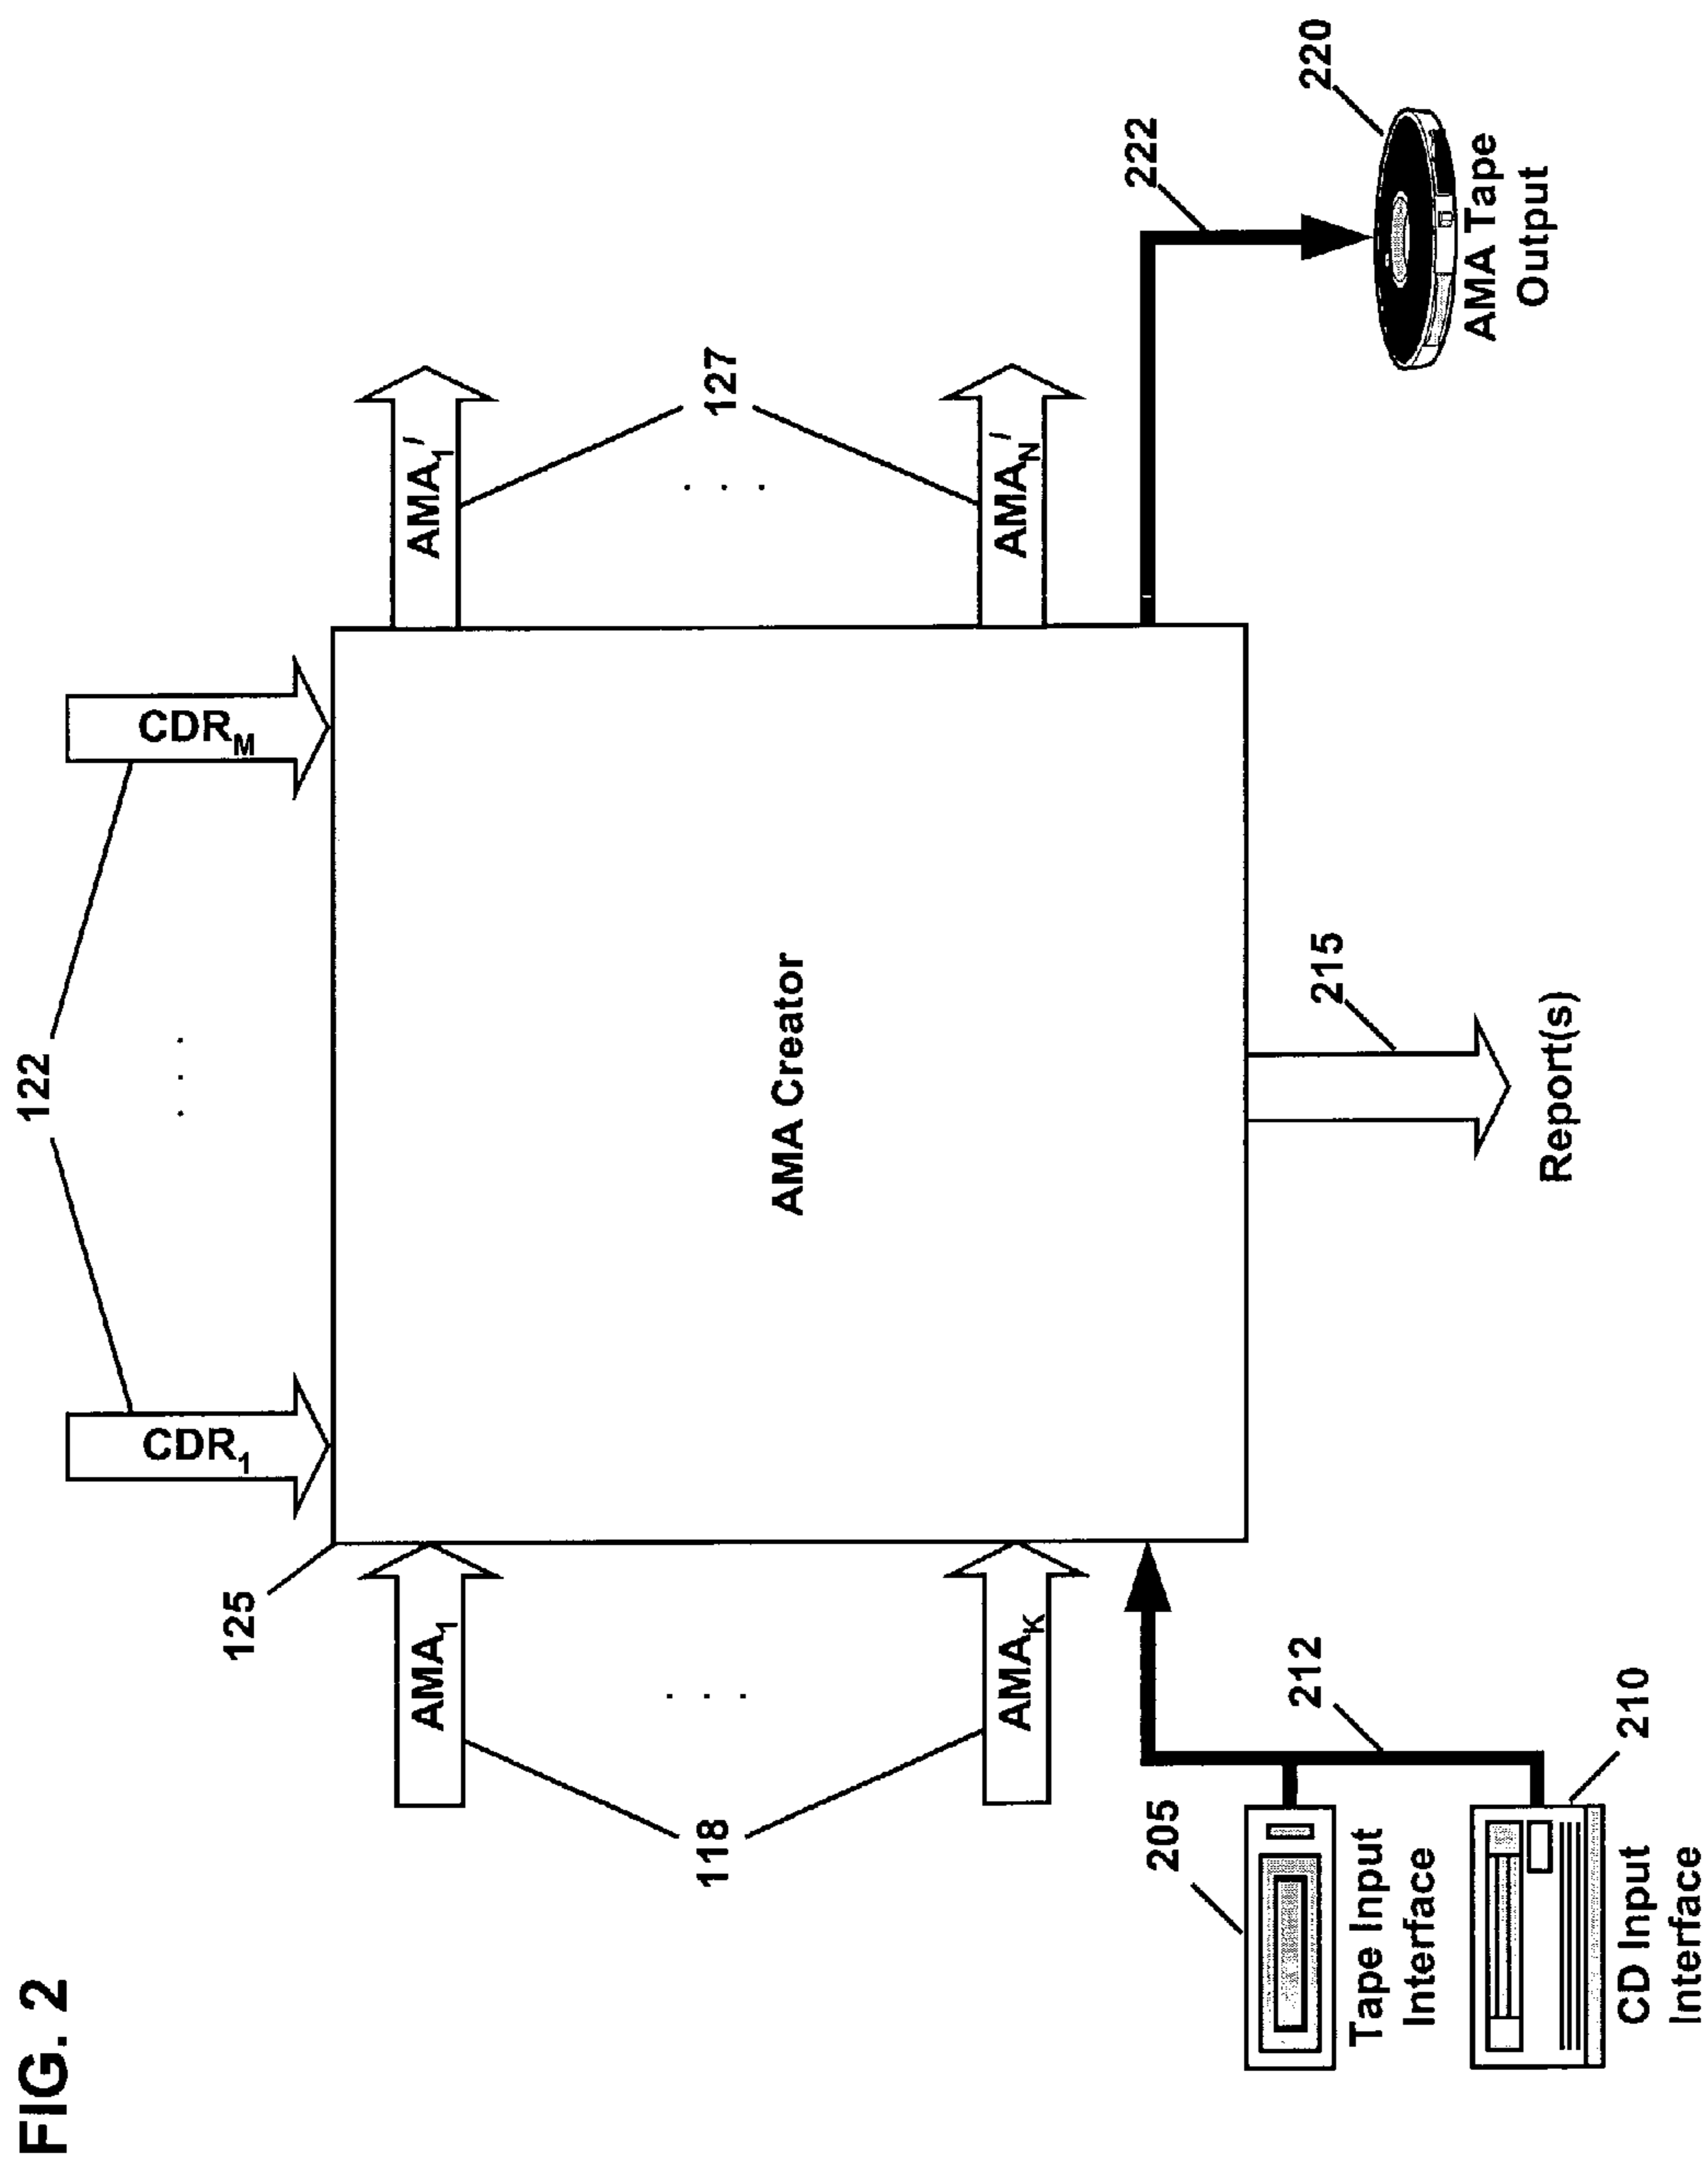 FIG. 2
122
CDR1
. . .
CDRM
125
AMA1
118
. . .
AMAK
AMA Creator
AMA1'
127
. . .
AMAN'
205
Tape Input
Interface
212
210
CD Input
Interface
215
Report(s)
222
220
AMA Tape
Output